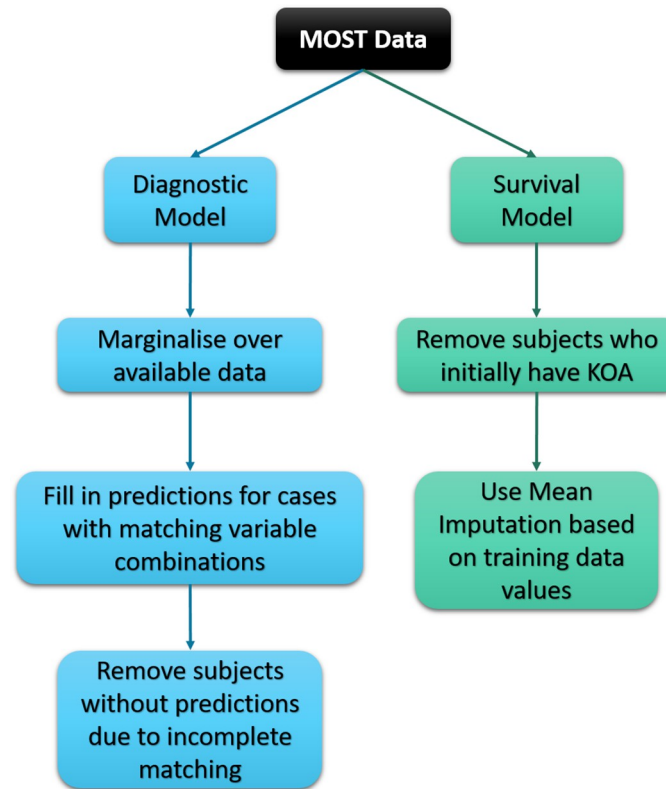 MOST Data
Diagnostic
Model
Marginalise over
available data
Fill in predictions for cases
with matching variable
combinations
Remove subjects
without predictions
due to incomplete
matching
Survival
Model
Remove subjects who
initially have KOA
Use Mean
Imputation based
on training data
values